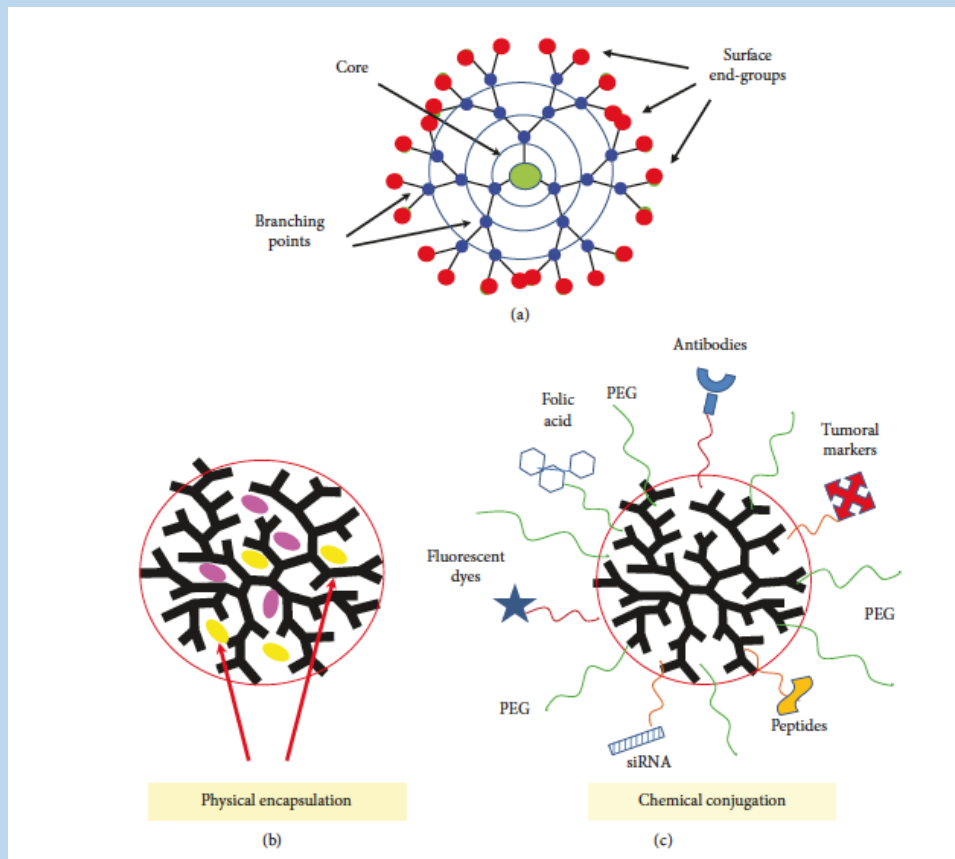 Core
Surface
end-groups
Branching
points
(a)
Antibodies
PEG
Folic
acid
Tumoral
markers
Fluorescent
dyes
PEG
PEG
Peptides
siRNA
Physical encapsulation
Chemical conjugation
(b)
(c)